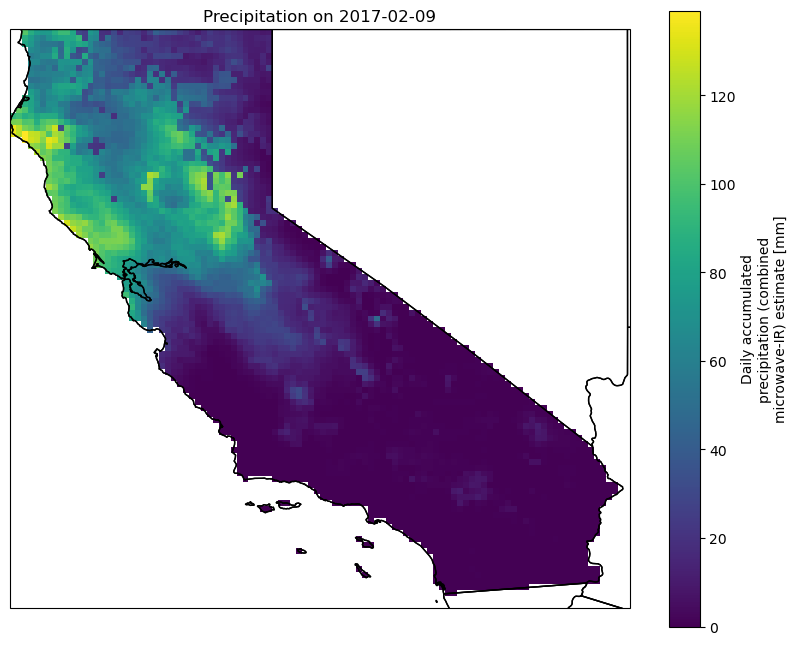 Precipitation on 2017-02-09
120
100
80
60
40
20
0
Daily accumulated
precipitation (combined
microwave-IR) estimate [mm]